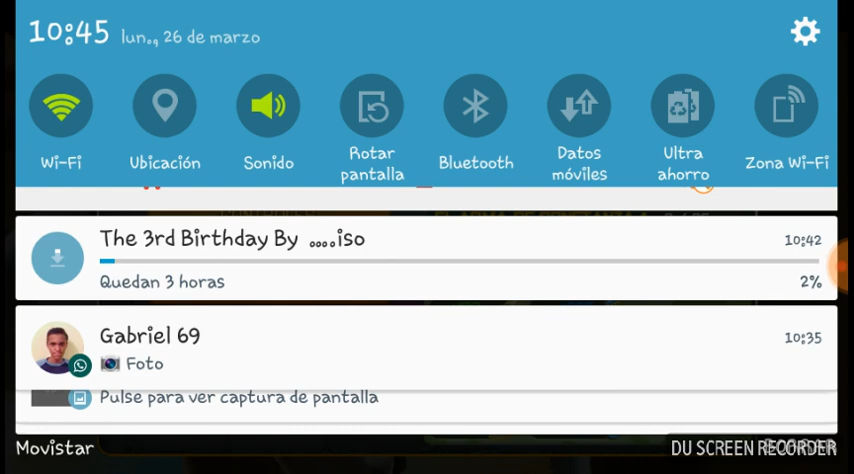 10:45 lun., 26 de marzo
Wi-Fi
Ubicación
Sonido
Rotar
pantalla
Bluetooth
Datos
móviles
Ultra
ahorro
Zona Wi-Fi
The 3rd Birthday By ....iso 10:42
Quedan 3 horas 2%
Gabriel 69 10:35
Foto
Pulse para ver captura de pantalla
Movistar
DU SCREEN RECORDER